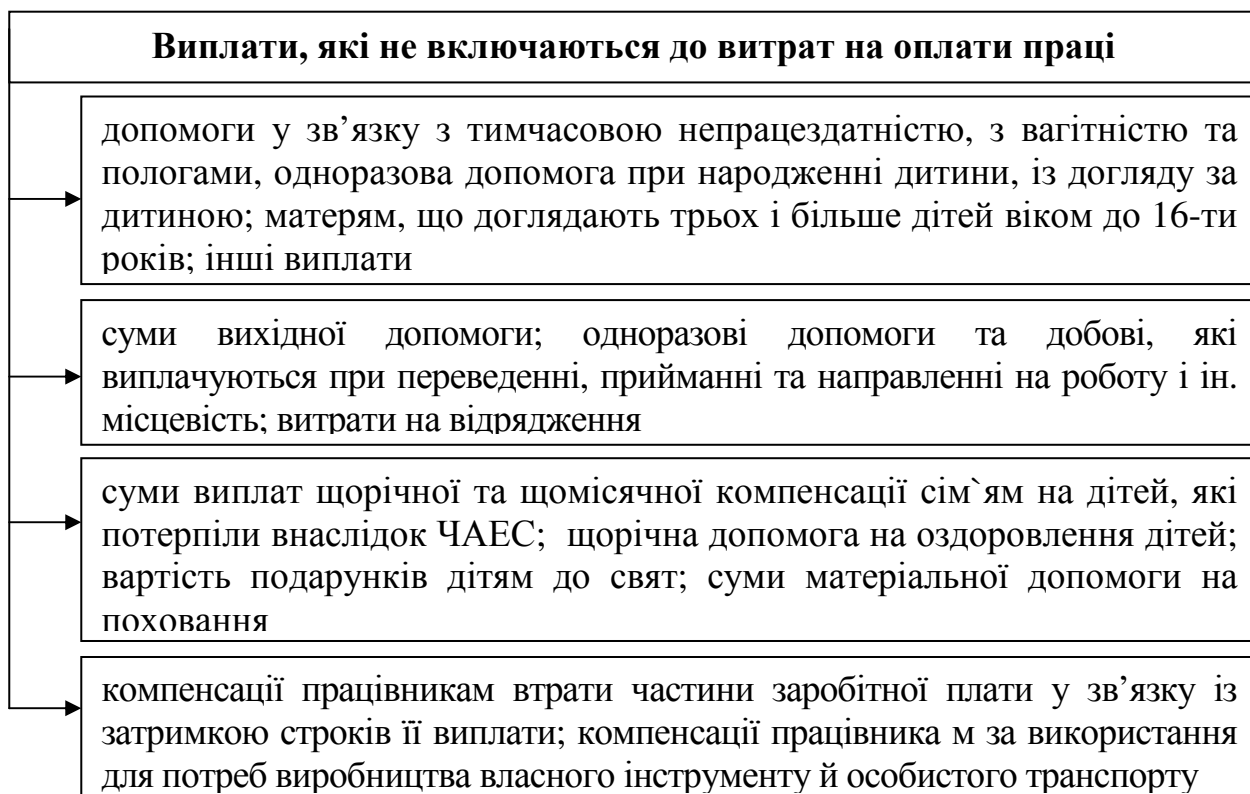 Виплати, які не включаються до витрат на оплати праці
допомоги у зв’язку з тимчасовою непрацездатністю, з вагітністю та
пологами, одноразова допомога при народженні дитини, із догляду за
дитиною; матерям, що доглядають трьох і більше дітей віком до 16-ти
років; інші виплати
суми вихідної допомоги; одноразові допомоги та добові, які
виплачуються при переведенні, прийманні та направленні на роботу і ін.
місцевість; витрати на відрядження
суми виплат щорічної та щомісячної компенсації сім`ям на дітей, які
потерпіли внаслідок ЧАЕС; щорічна допомога на оздоровлення дітей;
вартість подарунків дітям до свят; суми матеріальної допомоги на
поховання
компенсації працівникам втрати частини заробітної плати у зв’язку із
затримкою строків її виплати; компенсації працівника м за використання
для потреб виробництва власного інструменту й особистого транспорту